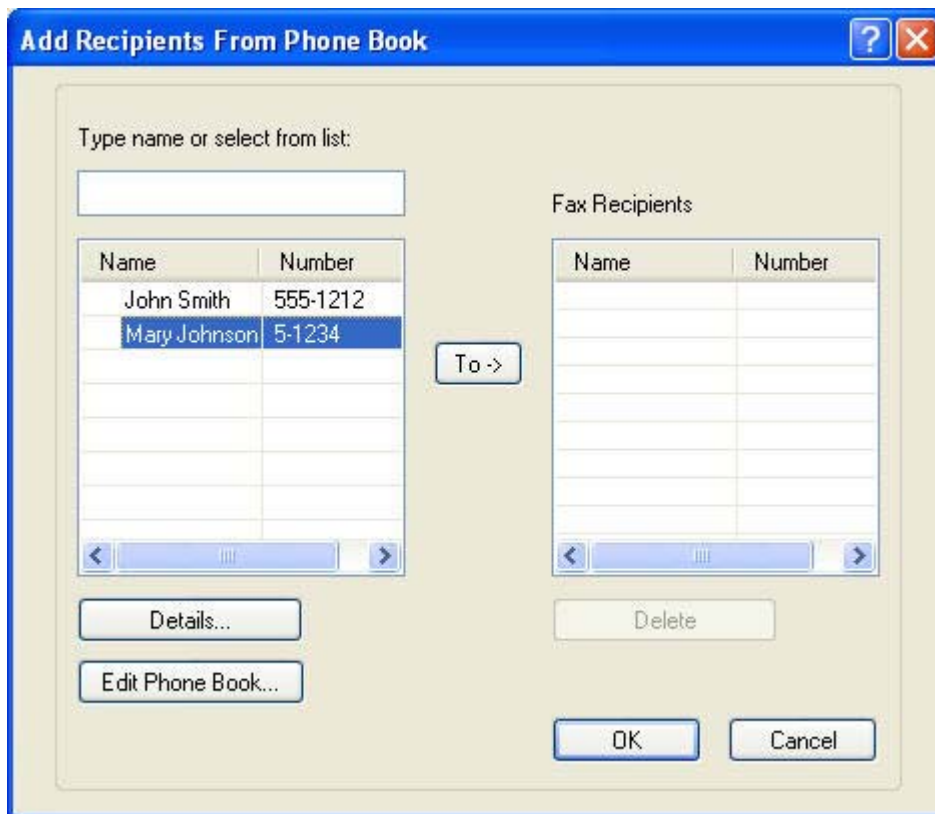 Add Recipients From Phone Book
Type name or select from list:
Fax Recipients
Name Number
John Smith 555-1212
Mary Johnson 5-1234
Name Number
To ->
Details...
Delete
Edit Phone Book...
OK Cancel